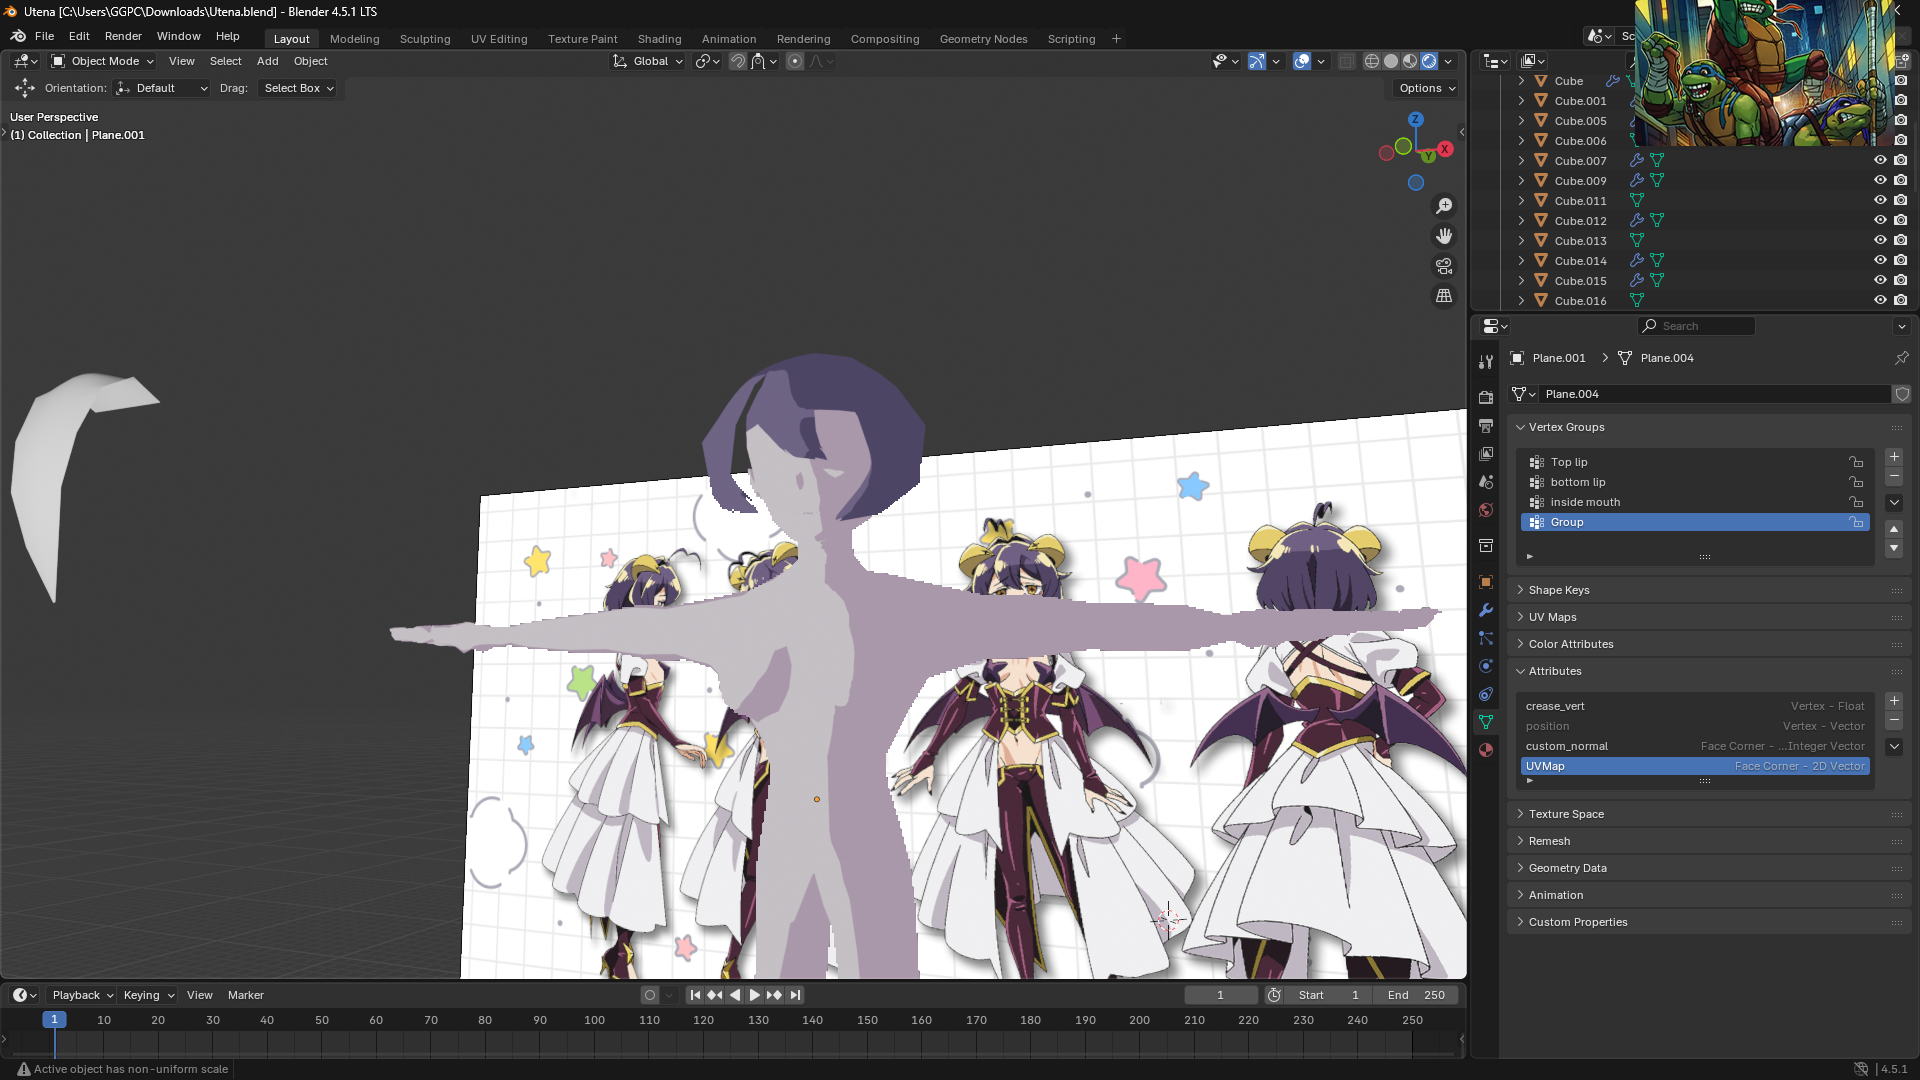 Utena [C:\Users\GGPC\Downloads\Utena.blend] - Blender 4.5.1 LTS
File Edit Render Window Help Layout Modeling Sculpting UV Editing Texture Paint Shading Animation Rendering Compositing Geometry Nodes Scripting + Sc
Object Mode View Select Add Object Global
Orientation: Default Drag: Select Box Options
User Perspective
(1) Collection | Plane.001
Z
X
Y
Cube
Cube.001
Cube.005
Cube.006
Cube.007
Cube.009
Cube.011
Cube.012
Cube.013
Cube.014
Cube.015
Cube.016
Search
Plane.001 > Plane.004
Plane.004
Vertex Groups
Top lip
bottom lip
inside mouth
Group
Shape Keys
UV Maps
Color Attributes
Attributes
crease_vert Vertex - Float
position Vertex - Vector
custom_normal Face Corner - ...Integer Vector
UVMap Face Corner - 2D Vector
Texture Space
Remesh
Geometry Data
Animation
Custom Properties
Playback Keying View Marker 1 Start 1 End 250
1 10 20 30 40 50 60 70 80 90 100 110 120 130 140 150 160 170 180 190 200 210 220 230 240 250
Active object has non-uniform scale
4.5.1